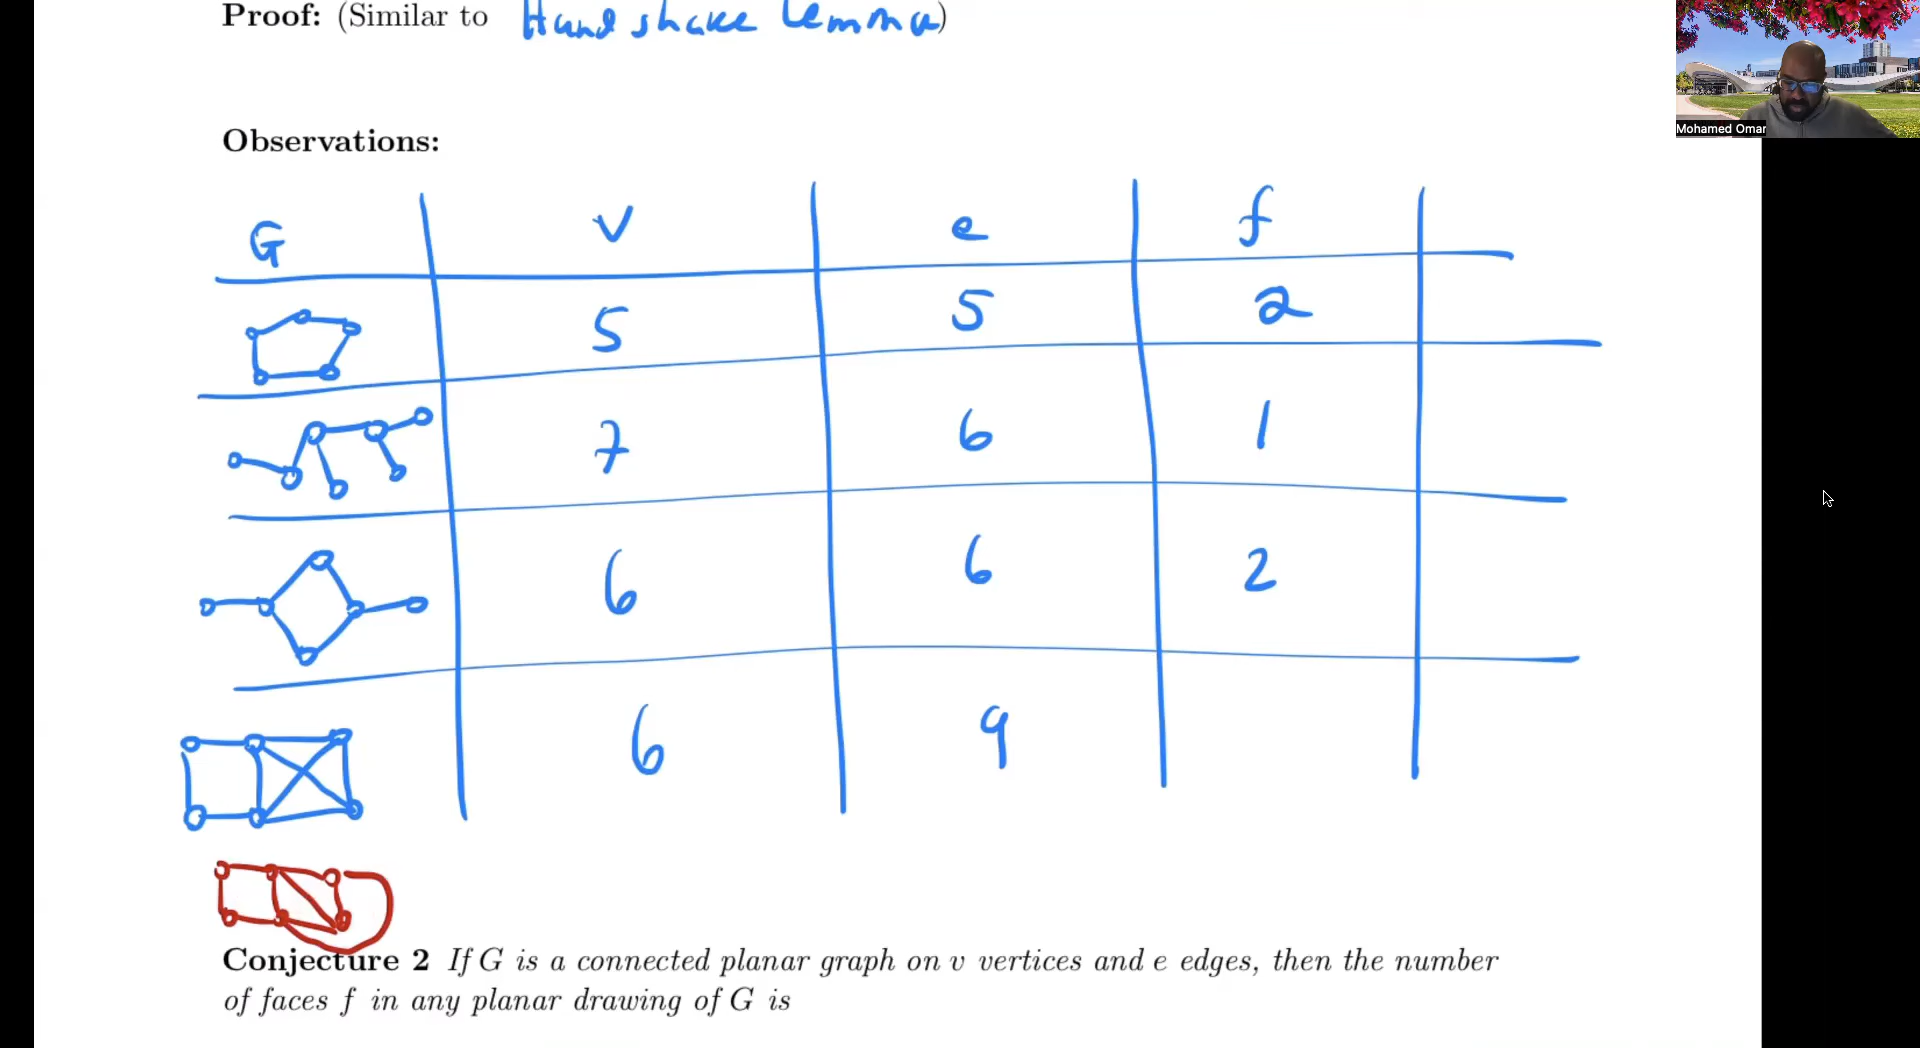 Proof: (Similar to Hand shake Lemma)
Mohamed Omar
Observations:
G v e f
5 5 2
7 6 1
6 6 2
6 9
Conjecture 2 If G is a connected planar graph on v vertices and e edges, then the number
of faces f in any planar drawing of G is